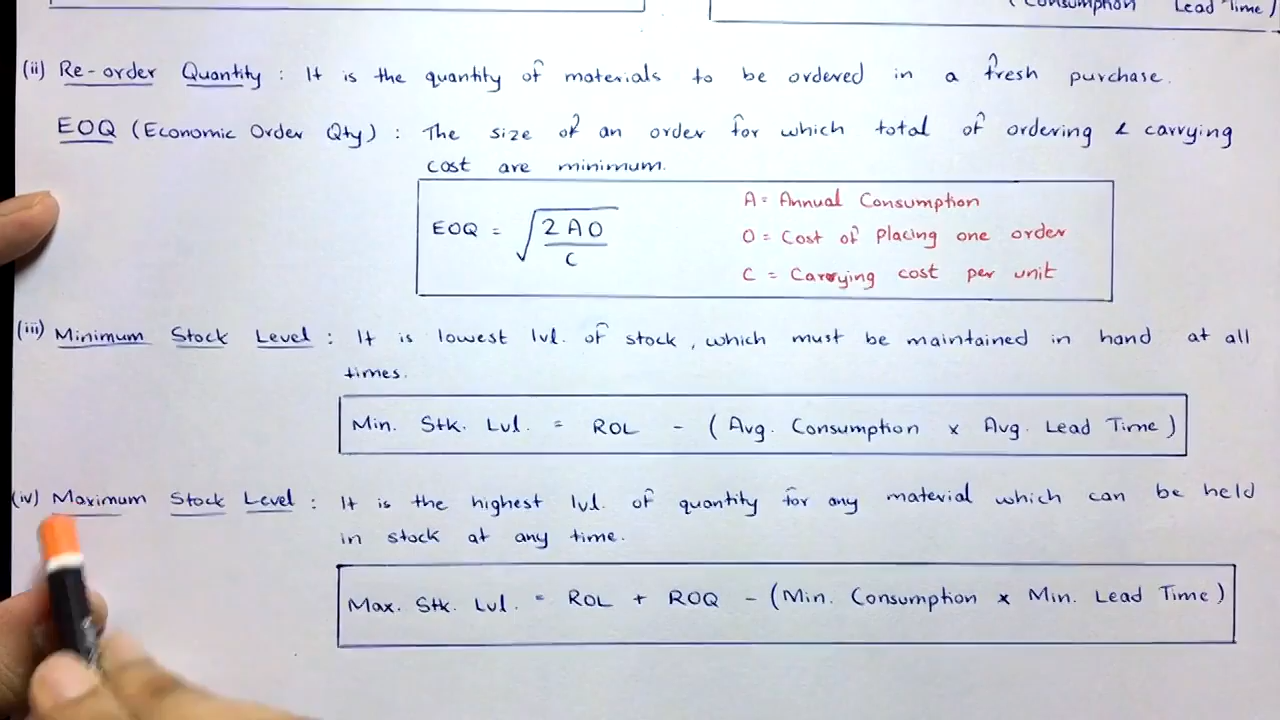 (Consumption Lead Time)
(ii) Re-order Quantity : It is the quantity of materials to be ordered in a fresh purchase.
EOQ (Economic Order Qty) : The size of an order for which total of ordering & carrying
cost are minimum.
EOQ = √2AO/C
A = Annual Consumption
O = Cost of Placing one order
C = Carrying cost per unit
(iii) Minimum Stock Level : It is lowest lvl. of stock, which must be maintained in hand at all
times.
Min. Stk. Lvl. = ROL - (Avg. Consumption x Avg. Lead Time)
(iv) Maximum Stock Level : It is the highest lvl. of quantity for any material which can be held
in stock at any time.
Max. Stk. Lvl. = ROL + ROQ - (Min. Consumption x Min. Lead Time)